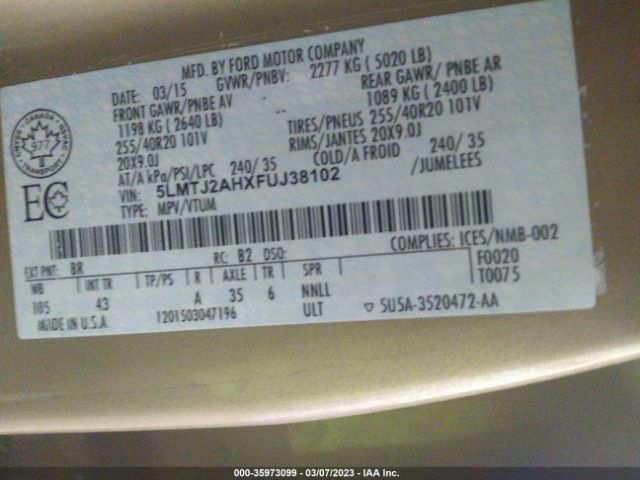 MFD. BY FORD MOTOR COMPANY
DATE: 03/15 GVWR/PNBV: 2277 KG ( 5020 LB)
FRONT GAWR/PNBE AV REAR GAWR/ PNBE AR
1198 KG ( 2640 LB) 1089 KG ( 2400 LB)
255/40R20 101V TIRES/PNEUS 255/40R20 101V
20X9.0J RIMS/JANTES 20X9.0J
AT/A kPa/PSI/LPC 240/ 35 COLD/A FROID 240/ 35
VIN: 5LMTJ2AHXFUJ38102 /JUMELEES
TYPE: MPV/VTUM
CANADA
977
EC
COMPLIES: ICES/NMB-002
EXT PNT: BR RC: B2 DSO: F0020
WB INT TR TP/PS R AXLE TR SPR T0075
105 43 A 35 6 NNLL
MADE IN U.S.A. 1201503047196 ULT ▽ 5U5A-3520472-AA
000-35973099 - 03/07/2023 - IAA Inc.